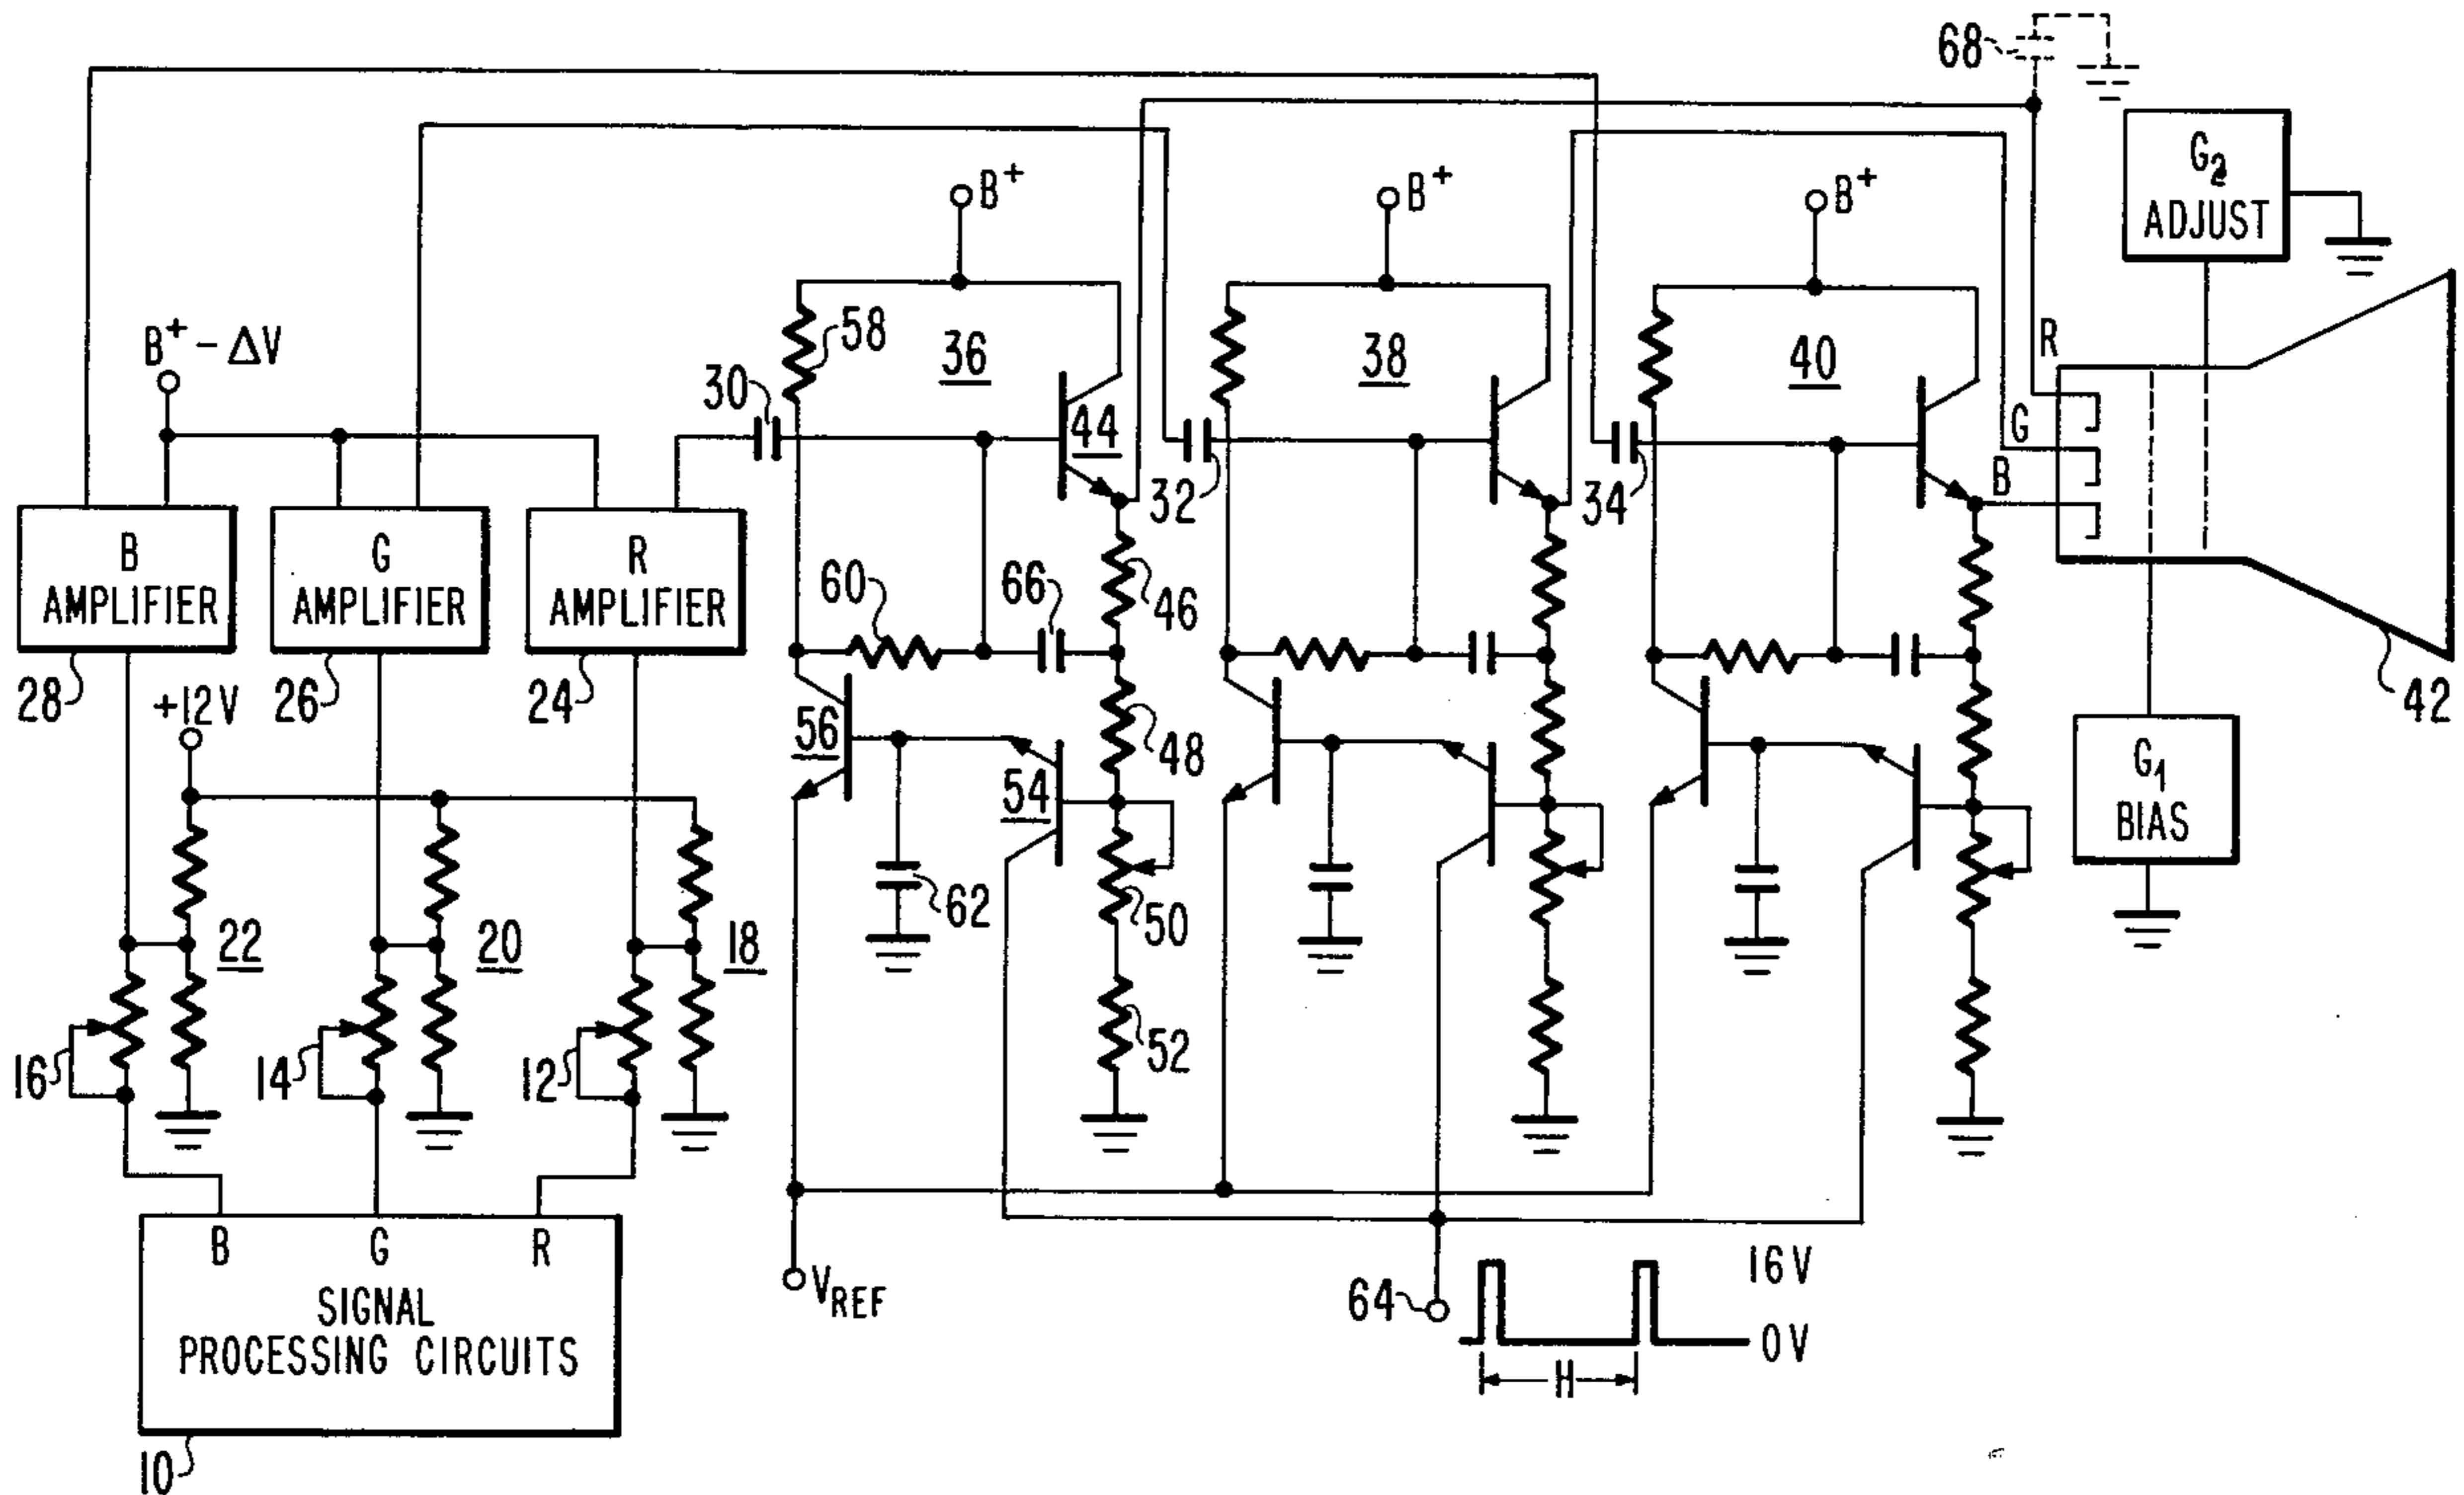 68
G2
ADJUST
B+
B+
B+
B+ - ΔV
58
36
38
40
R
30
44
G
32
34
B
B
AMPLIFIER
G
AMPLIFIER
R
AMPLIFIER
60
66
46
28
+12V
26
24
56
48
42
54
G1
BIAS
62
50
22
20
18
16
14
12
52
B G R
SIGNAL
PROCESSING CIRCUITS
VREF
64
16V
0V
H
10